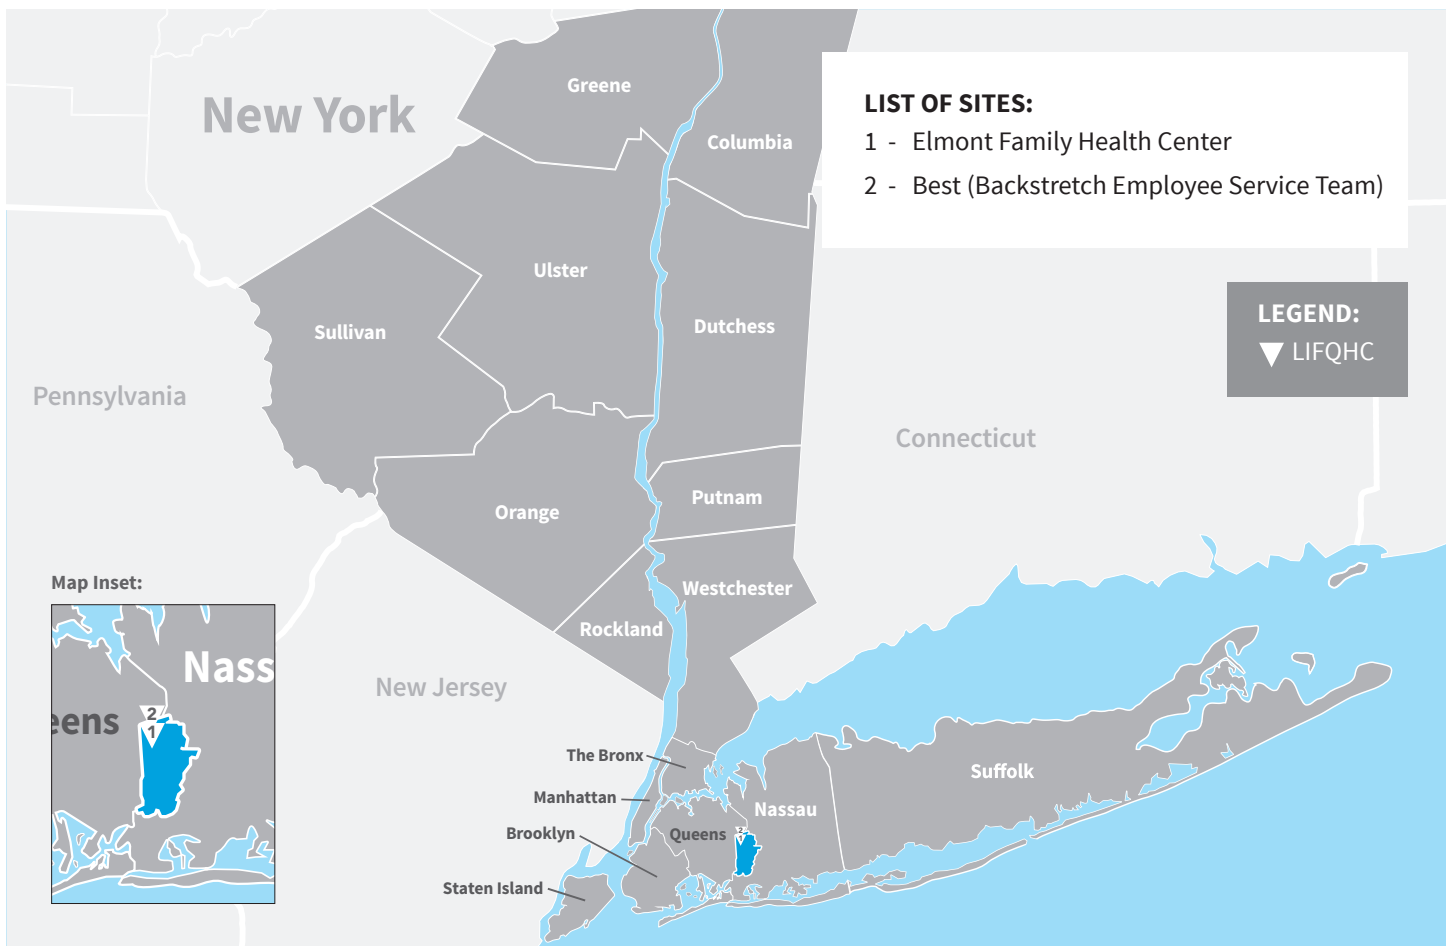 Greene
New York
Columbia
LIST OF SITES:
1 - Elmont Family Health Center
2 - Best (Backstretch Employee Service Team)
Ulster
Sullivan
Dutchess
LEGEND:
LIFQHC
Pennsylvania
Connecticut
Putnam
Orange
Map Inset:
Westchester
Rockland
Nass
New Jersey
eens
2
1
The Bronx
Manhattan
Suffolk
Nassau
Brooklyn
Queens
2
1
Staten Island